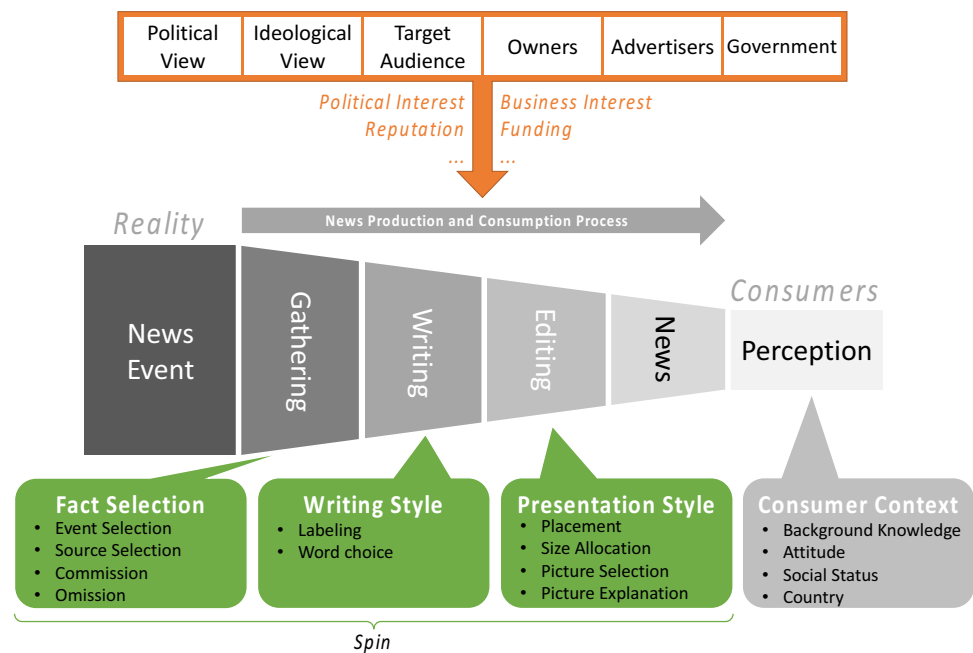 Political
View
Ideological
View
Target
Audience
Owners
Advertisers
Government
Political Interest
Reputation
...
Business Interest
Funding
...
Reality
News Production and Consumption Process
Consumers
News
Event
Gathering
Writing
Editing
News
Perception
Fact Selection
• Event Selection
• Source Selection
• Commission
• Omission
Writing Style
• Labeling
• Word choice
Presentation Style
• Placement
• Size Allocation
• Picture Selection
• Picture Explanation
Consumer Context
• Background Knowledge
• Attitude
• Social Status
• Country
Spin